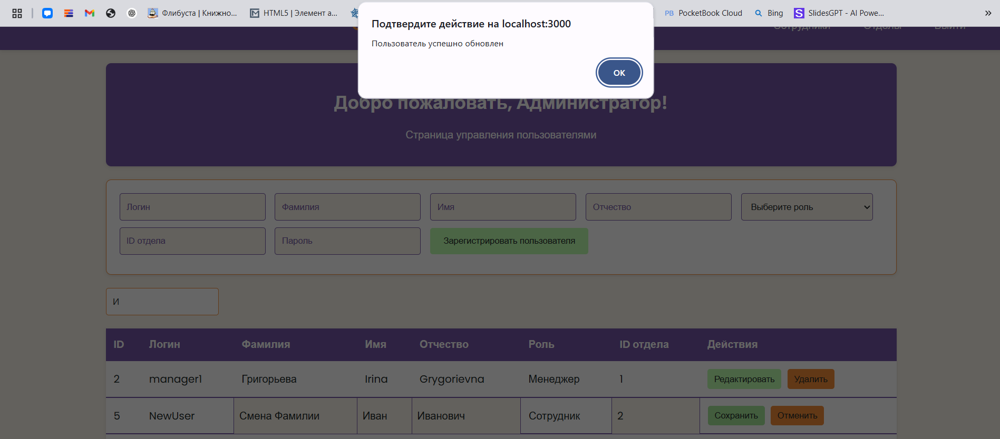 Флибуста | Книжно... HTML5 | Элемент a... PB PocketBook Cloud Bing S SlidesGPT - AI Powe...
Подтвердите действие на localhost:3000
Пользователь успешно обновлен
ОК
Сотрудники Отделы Выйти
Добро пожаловать, Администратор!
Страница управления пользователями
Логин Фамилия Имя Отчество Выберите роль
ID отдела Пароль Зарегистрировать пользователя
И
ID Логин Фамилия Имя Отчество Роль ID отдела Действия
2 manager1 Григорьева Irina Grygorievna Менеджер 1 Редактировать Удалить
5 NewUser Смена Фамилии Иван Иванович Сотрудник 2 Сохранить Отменить